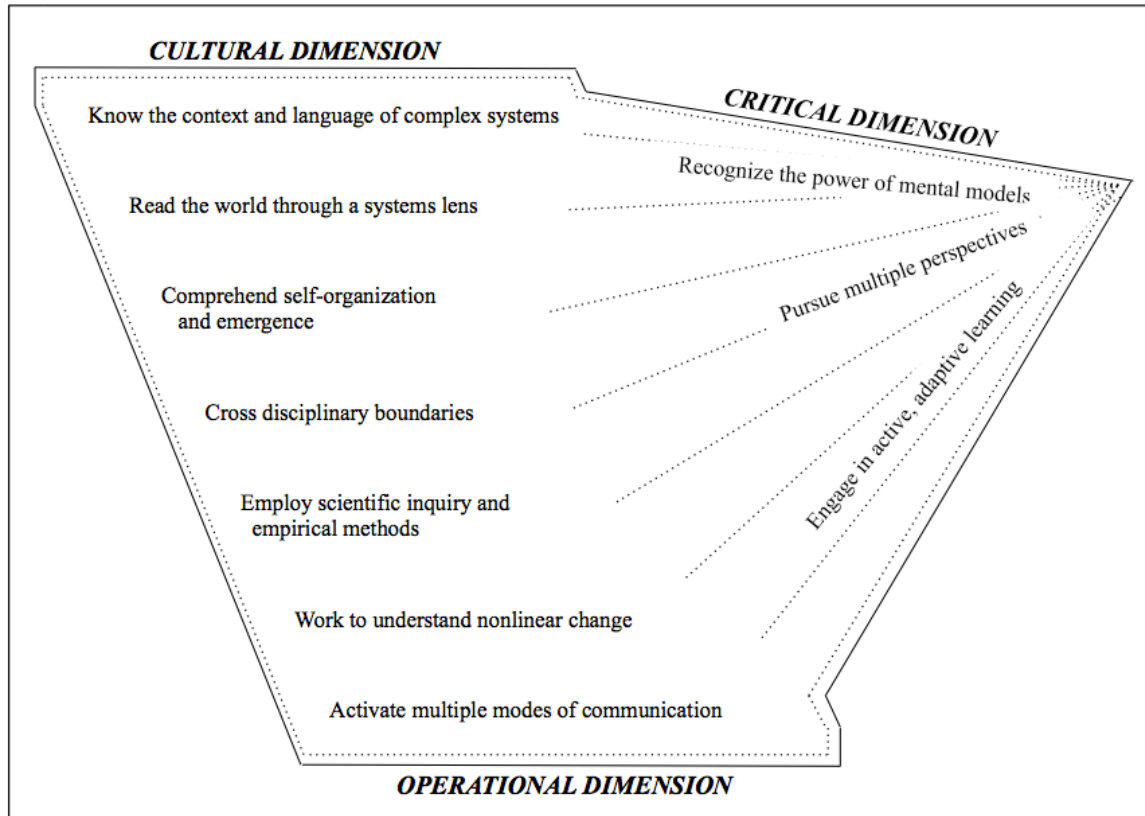 CULTURAL DIMENSION
CRITICAL DIMENSION
Know the context and language of complex systems
Recognize the power of mental models
Read the world through a systems lens
Pursue multiple perspectives
Comprehend self-organization
and emergence
Engage in active, adaptive learning
Cross disciplinary boundaries
Employ scientific inquiry and
empirical methods
Work to understand nonlinear change
Activate multiple modes of communication
OPERATIONAL DIMENSION